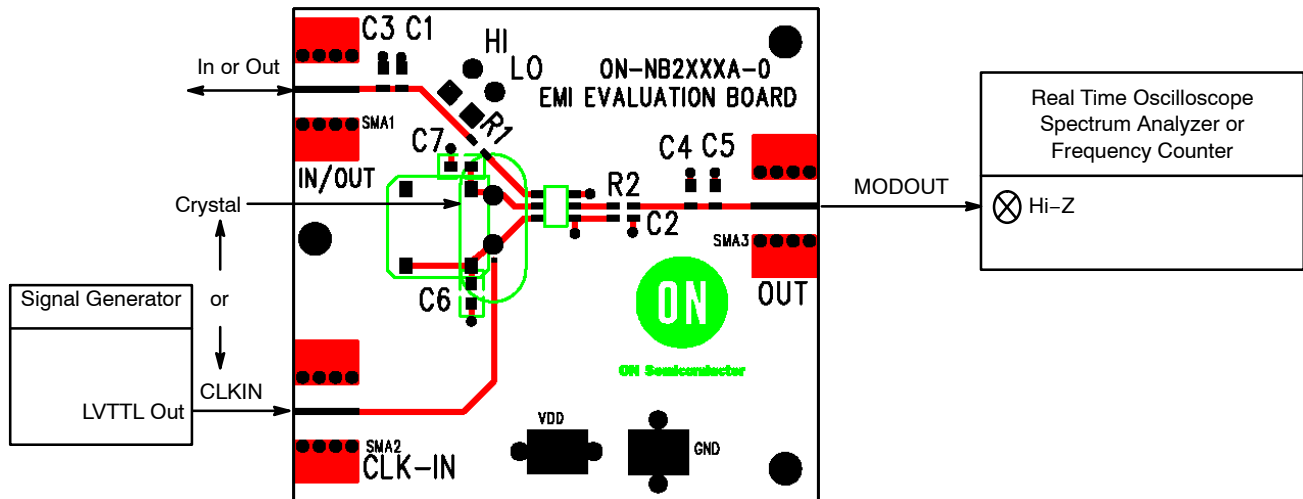 C3 C1
HI
LO
In or Out
ON-NB2XXXA-0
EMI EVALUATION BOARD
SMA1
IN/OUT
C7
R1
Real Time Oscilloscope
Spectrum Analyzer or
Frequency Counter
Hi-Z
C4 C5
R2
C2
MODOUT
SMA3
OUT
Crystal
or
Signal Generator
LVTTL Out
CLKIN
C6
ON
ON Semiconductor
SMA2
CLK-IN
VDD
GND